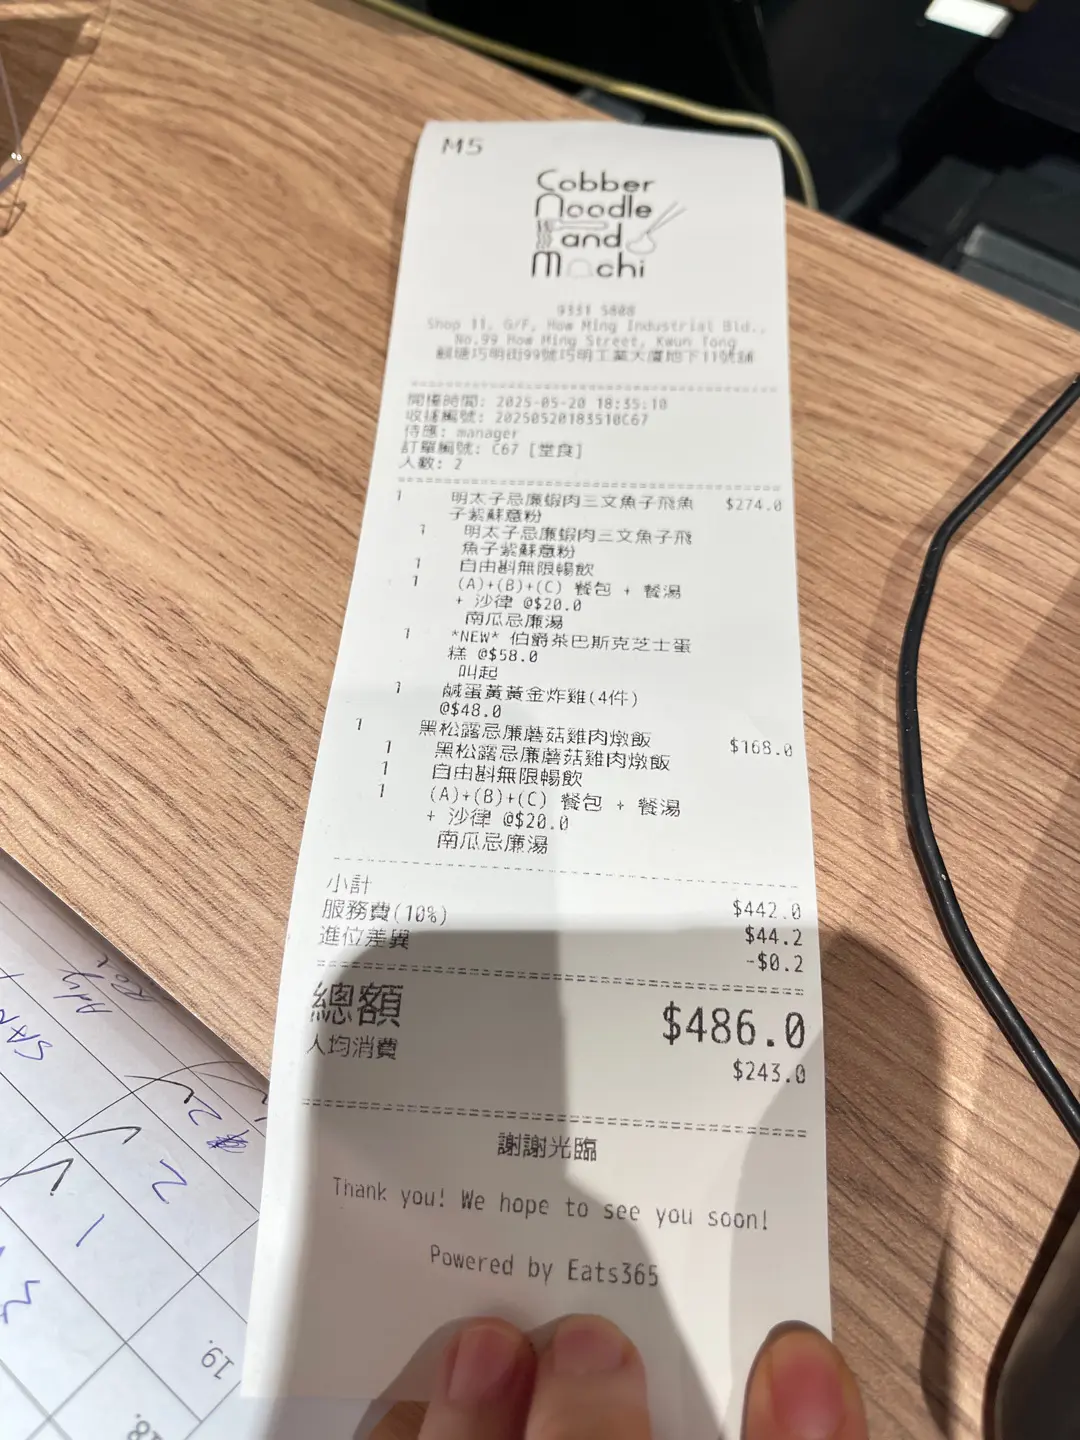 M5
Cobber
Noodle
and
Mochi
9331 5808
Shop 11, G/F, How Ming Industrial Bld.,
No.99 How Ming Street, Kwun Tong
觀塘巧明街99號巧明工業大廈地下11號舖
開檯時間: 2025-05-20 18:35:10
收據編號: 20250520183510C67
侍應: manager
訂單編號: C67 [堂食]
人數: 2
1 明太子忌廉蝦肉三文魚子飛魚 $274.0
子紫蘇意粉
1 明太子忌廉蝦肉三文魚子飛
魚子紫蘇意粉
1 自由斟無限暢飲
1 (A)+(B)+(C) 餐包 + 餐湯
+ 沙律 @$20.0
南瓜忌廉湯
1 *NEW* 伯爵茶巴斯克芝士蛋
糕 @$58.0
叫起
1 鹹蛋黃黃金炸雞(4件)
@$48.0
1 黑松露忌廉蘑菇雞肉燉飯 $168.0
1 黑松露忌廉蘑菇雞肉燉飯
1 自由斟無限暢飲
1 (A)+(B)+(C) 餐包 + 餐湯
+ 沙律 @$20.0
南瓜忌廉湯
小計 $442.0
服務費(10%) $44.2
進位差異 -$0.2
總額 $486.0
人均消費 $243.0
謝謝光臨
Thank you! We hope to see you soon!
Powered by Eats365
2
1
19.
18.